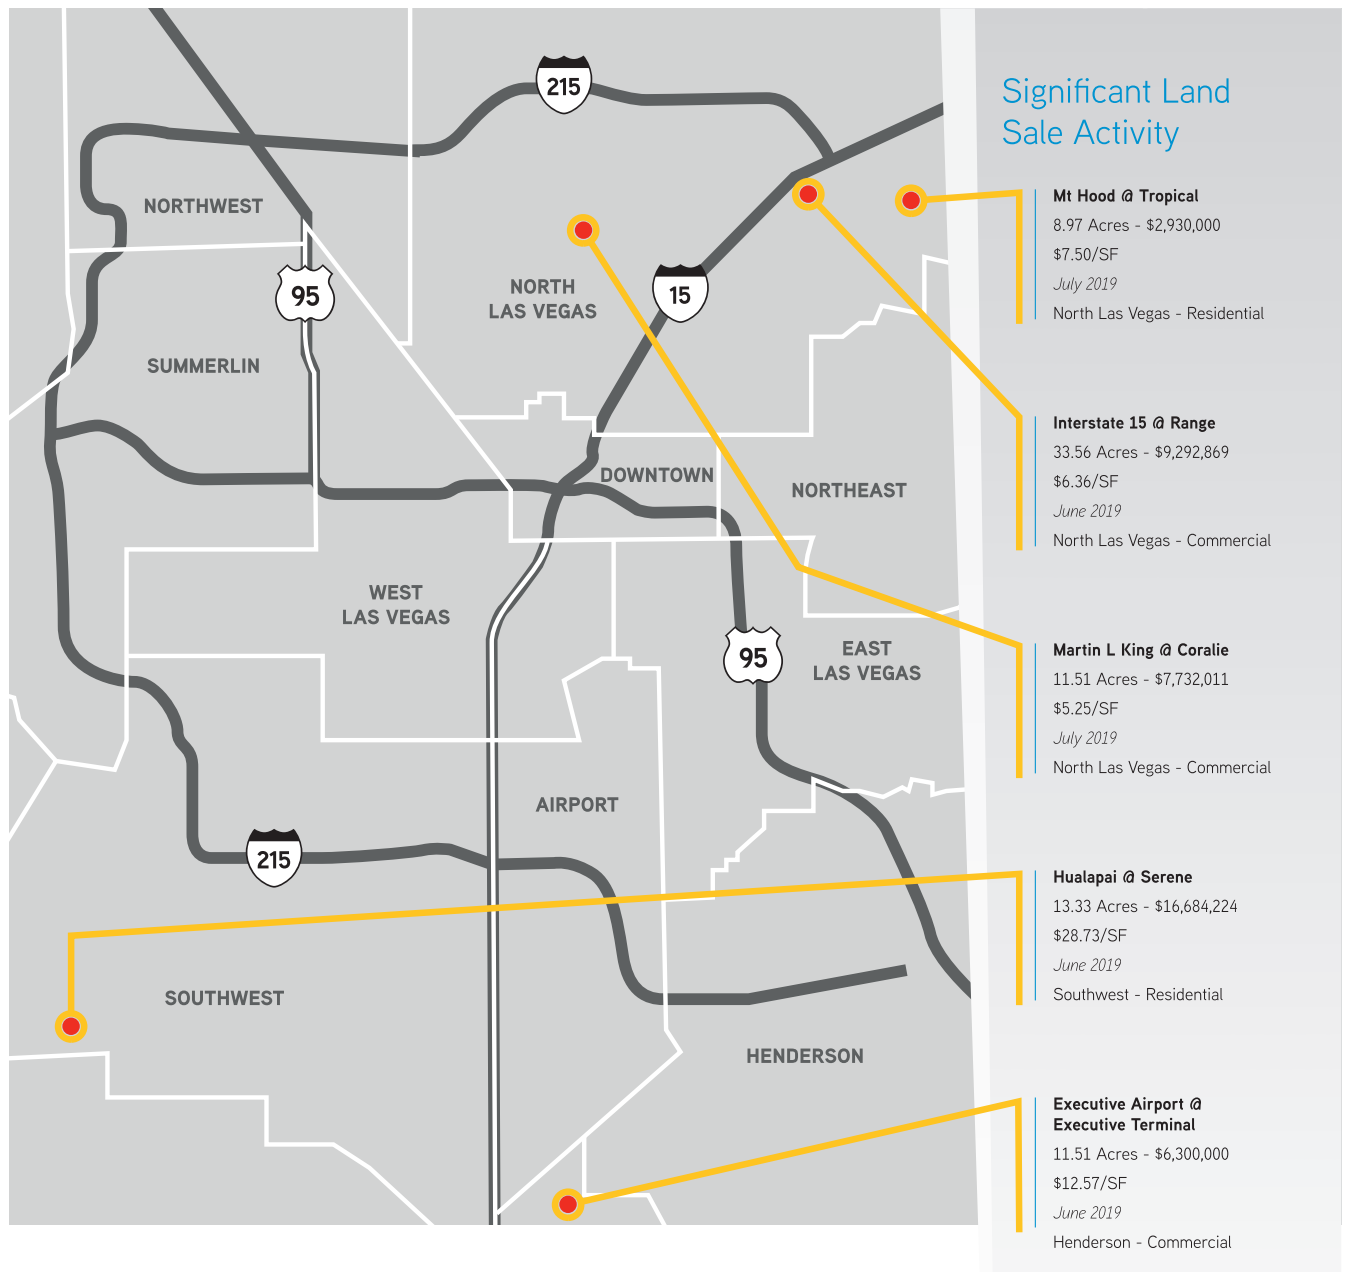 215
Significant Land
Sale Activity
NORTHWEST
95
NORTH
LAS VEGAS
15
SUMMERLIN
DOWNTOWN
NORTHEAST
WEST
LAS VEGAS
95
EAST
LAS VEGAS
AIRPORT
215
SOUTHWEST
HENDERSON
Mt Hood @ Tropical
8.97 Acres - $2,930,000
$7.50/SF
July 2019
North Las Vegas - Residential
Interstate 15 @ Range
33.56 Acres - $9,292,869
$6.36/SF
June 2019
North Las Vegas - Commercial
Martin L King @ Coralie
11.51 Acres - $7,732,011
$5.25/SF
July 2019
North Las Vegas - Commercial
Hualapai @ Serene
13.33 Acres - $16,684,224
$28.73/SF
June 2019
Southwest - Residential
Executive Airport @
Executive Terminal
11.51 Acres - $6,300,000
$12.57/SF
June 2019
Henderson - Commercial